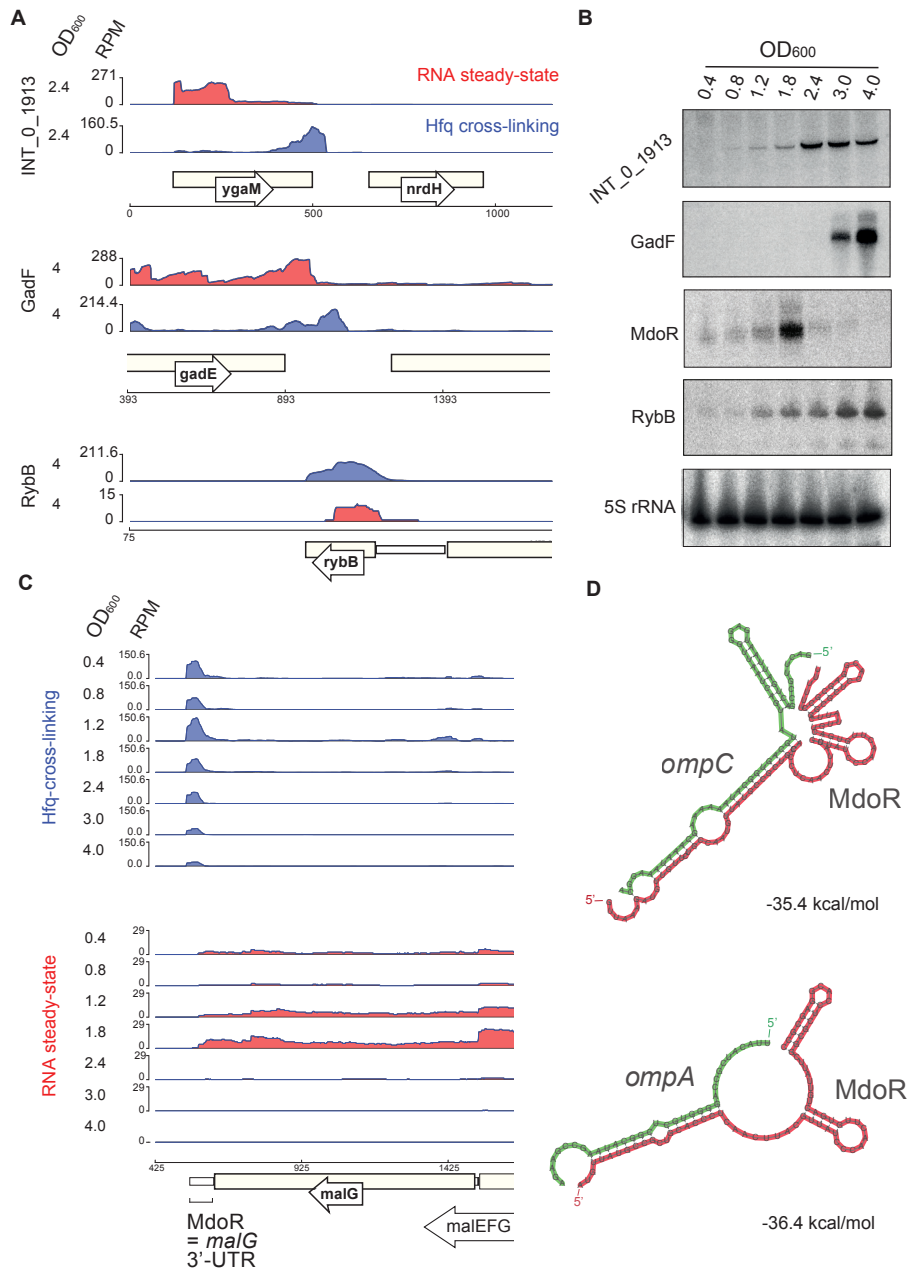 A
OD600
RPM
INT_0_1913
2.4
271
0
RNA steady-state
2.4
160.5
0
Hfq cross-linking
ygaM
nrdH
0
500
1000
GadF
4
288
0
4
214.4
0
gadE
393
893
1393
RybB
4
211.6
0
4
15
0
75
rybB
B
OD600
0.4
0.8
1.2
1.8
2.4
3.0
4.0
INT_0_1913
GadF
MdoR
RybB
5S rRNA
C
OD600
RPM
Hfq-cross-linking
0.4
150.6
0.0
0.8
150.6
0.0
1.2
150.6
0.0
1.8
150.6
0.0
2.4
150.6
0.0
3.0
150.6
0.0
4.0
150.6
0.0
RNA steady-state
0.4
29
0
0.8
29
0
1.2
29
0
1.8
29
0
2.4
29
0
3.0
29
0
4.0
0
425
925
1425
malG
malEFG
MdoR
= malG
3'-UTR
D
5'
ompC
MdoR
5'
-35.4 kcal/mol
5'
ompA
MdoR
5'
-36.4 kcal/mol